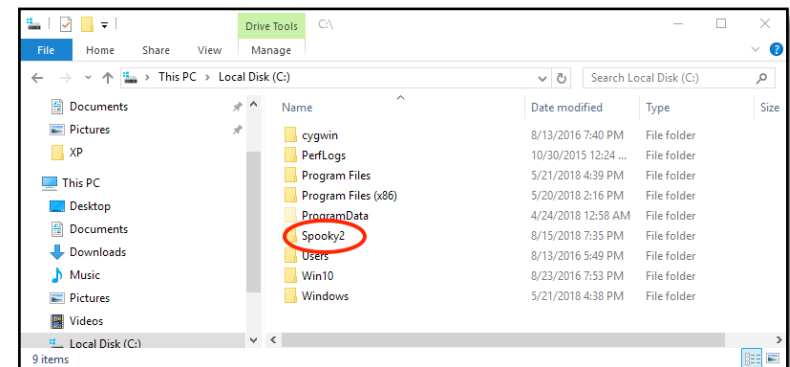 Drive Tools C:\
File Home Share View Manage
This PC > Local Disk (C:) Search Local Disk (C:)
Documents
Pictures
XP
This PC
Desktop
Documents
Downloads
Music
Pictures
Videos
Local Disk (C:)
Name Date modified Type Size
cygwin 8/13/2016 7:40 PM File folder
PerfLogs 10/30/2015 12:24 ... File folder
Program Files 5/21/2018 4:39 PM File folder
Program Files (x86) 5/20/2018 2:16 PM File folder
ProgramData 4/24/2018 12:58 AM File folder
Spooky2 8/15/2018 7:35 PM File folder
Users 8/13/2016 5:49 PM File folder
Win10 8/23/2016 7:53 PM File folder
Windows 5/21/2018 4:38 PM File folder
9 items